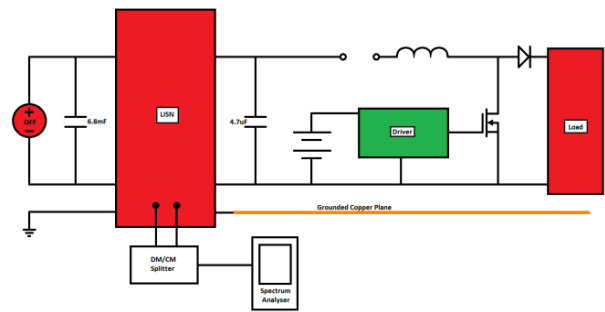 LISN
Load
OFF
6.8mF
4.7uF
Driver
Grounded Copper Plane
DM/CM
Splitter
Spectrum
Analyser